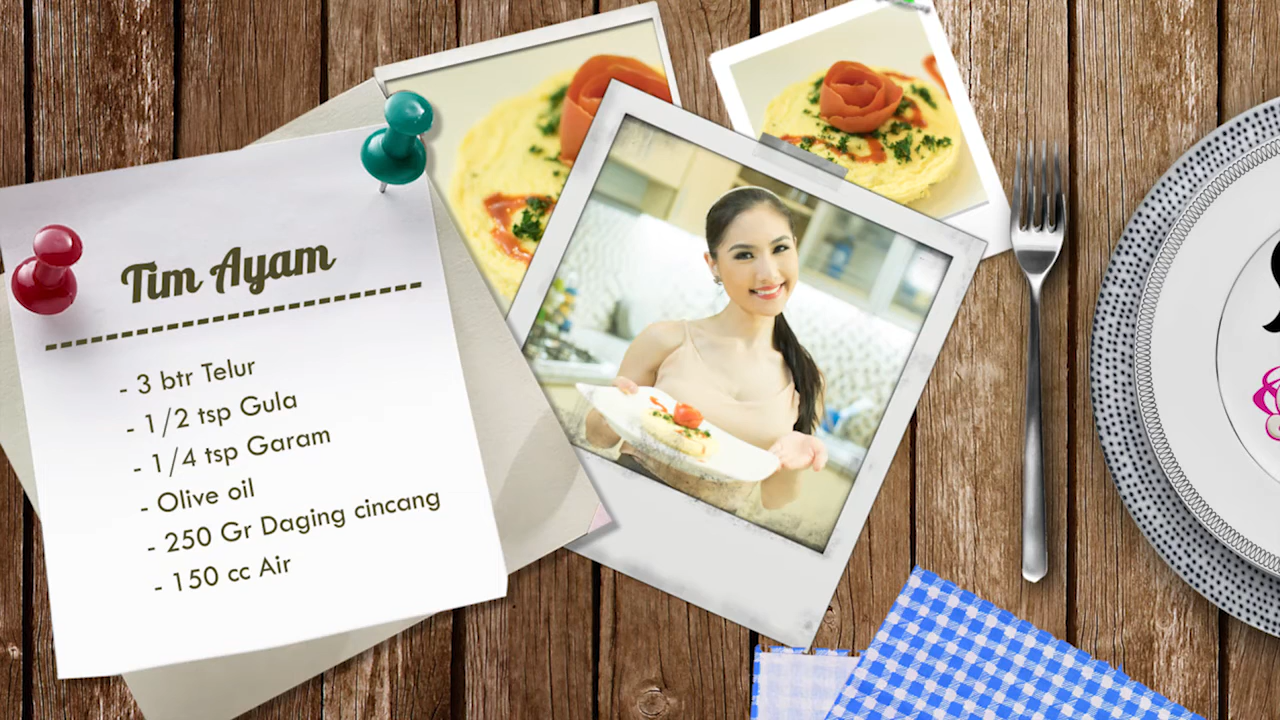 Tim Ayam
- 3 btr Telur
- 1/2 tsp Gula
- 1/4 tsp Garam
- Olive oil
- 250 Gr Daging cincang
- 150 cc Air